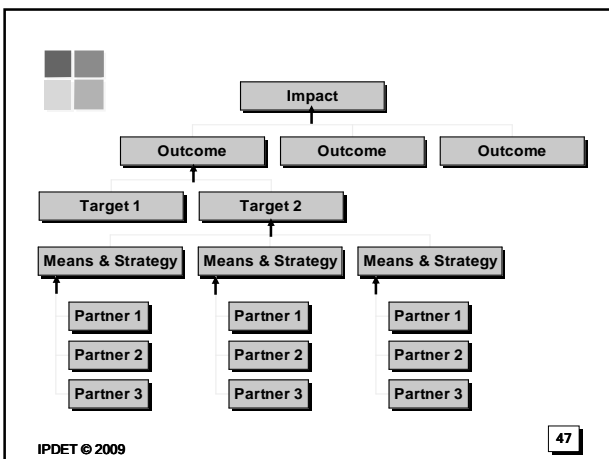 Impact
Outcome Outcome Outcome
Target 1 Target 2
Means & Strategy Means & Strategy Means & Strategy
Partner 1 Partner 1 Partner 1
Partner 2 Partner 2 Partner 2
Partner 3 Partner 3 Partner 3
IPDET © 2009
47